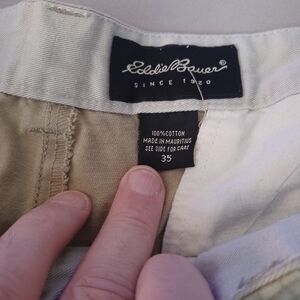 Eddie Bauer®
SINCE 1920
100% COTTON
MADE IN MAURITIUS
SEE SIDE FOR CARE
35